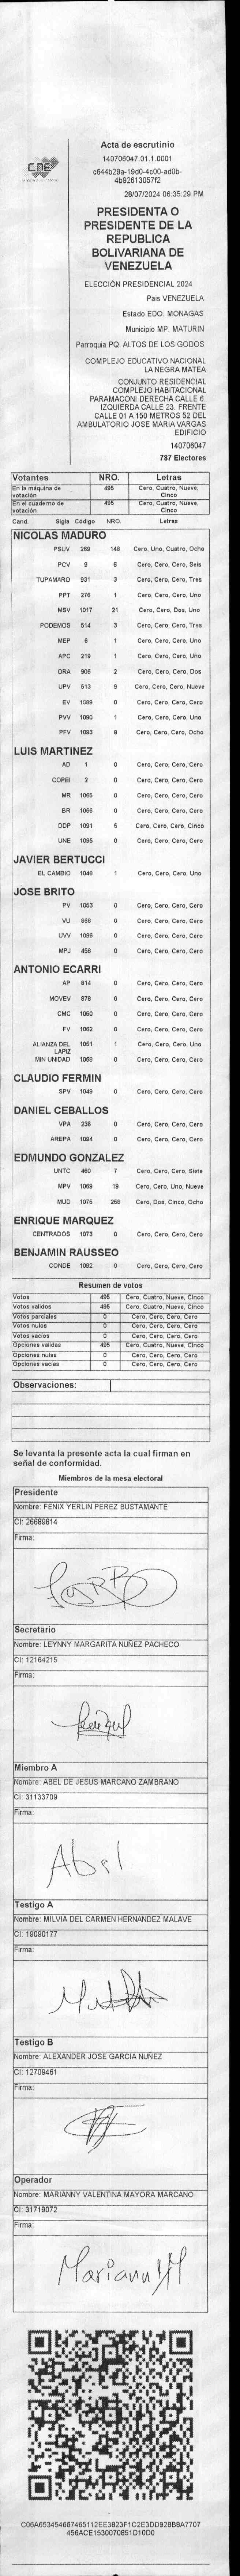 CNE
Acta de escrutinio
140706047.01.1.0001
c644b29a-19d0-4c00-ad0b-
4b92613057f2
28/07/2024 06:35:29 PM
PRESIDENTA O
PRESIDENTE DE LA
REPUBLICA
BOLIVARIANA DE
VENEZUELA
ELECCIÓN PRESIDENCIAL 2024
Pais VENEZUELA
Estado EDO. MONAGAS
Municipio MP. MATURIN
Parroquia PQ. ALTOS DE LOS GODOS
COMPLEJO EDUCATIVO NACIONAL
LA NEGRA MATEA
CONJUNTO RESIDENCIAL
COMPLEJO HABITACIONAL
PARAMACONI DERECHA CALLE 6.
IZQUIERDA CALLE 23. FRENTE
CALLE 01 A 150 METROS 52 DEL
AMBULATORIO JOSE MARIA VARGAS
EDIFICIO
140706047
787 Electores
Votantes NRO. Letras
En la máquina de votación 495 Cero, Cuatro, Nueve, Cinco
En el cuaderno de votación 495 Cero, Cuatro, Nueve, Cinco
Cand. Sigla Código NRO. Letras
NICOLAS MADURO
PSUV 269 148 Cero, Uno, Cuatro, Ocho
PCV 9 6 Cero, Cero, Cero, Seis
TUPAMARO 931 3 Cero, Cero, Cero, Tres
PPT 276 1 Cero, Cero, Cero, Uno
MSV 1017 21 Cero, Cero, Dos, Uno
PODEMOS 514 3 Cero, Cero, Cero, Tres
MEP 6 1 Cero, Cero, Cero, Uno
APC 219 1 Cero, Cero, Cero, Uno
ORA 906 2 Cero, Cero, Cero, Dos
UPV 513 9 Cero, Cero, Cero, Nueve
EV 1089 0 Cero, Cero, Cero, Cero
PVV 1090 1 Cero, Cero, Cero, Uno
PFV 1093 8 Cero, Cero, Cero, Ocho
LUIS MARTINEZ
AD 1 0 Cero, Cero, Cero, Cero
COPEI 2 0 Cero, Cero, Cero, Cero
MR 1065 0 Cero, Cero, Cero, Cero
BR 1066 0 Cero, Cero, Cero, Cero
DDP 1091 5 Cero, Cero, Cero, Cinco
UNE 1095 0 Cero, Cero, Cero, Cero
JAVIER BERTUCCI
EL CAMBIO 1048 1 Cero, Cero, Cero, Uno
JOSE BRITO
PV 1053 0 Cero, Cero, Cero, Cero
VU 968 0 Cero, Cero, Cero, Cero
UVV 1096 0 Cero, Cero, Cero, Cero
MPJ 456 0 Cero, Cero, Cero, Cero
ANTONIO ECARRI
AP 814 0 Cero, Cero, Cero, Cero
MOVEV 878 0 Cero, Cero, Cero, Cero
CMC 1050 0 Cero, Cero, Cero, Cero
FV 1062 0 Cero, Cero, Cero, Cero
ALIANZA DEL LAPIZ 1051 1 Cero, Cero, Cero, Uno
MIN UNIDAD 1068 0 Cero, Cero, Cero, Cero
CLAUDIO FERMIN
SPV 1049 0 Cero, Cero, Cero, Cero
DANIEL CEBALLOS
VPA 236 0 Cero, Cero, Cero, Cero
AREPA 1094 0 Cero, Cero, Cero, Cero
EDMUNDO GONZALEZ
UNTC 460 7 Cero, Cero, Cero, Siete
MPV 1069 19 Cero, Cero, Uno, Nueve
MUD 1075 258 Cero, Dos, Cinco, Ocho
ENRIQUE MARQUEZ
CENTRADOS 1073 0 Cero, Cero, Cero, Cero
BENJAMIN RAUSSEO
CONDE 1092 0 Cero, Cero, Cero, Cero
Resumen de votos
Votos 495 Cero, Cuatro, Nueve, Cinco
Votos validos 495 Cero, Cuatro, Nueve, Cinco
Votos parciales 0 Cero, Cero, Cero, Cero
Votos nulos 0 Cero, Cero, Cero, Cero
Votos vacios 0 Cero, Cero, Cero, Cero
Opciones validas 495 Cero, Cuatro, Nueve, Cinco
Opciones nulas 0 Cero, Cero, Cero, Cero
Opciones vacias 0 Cero, Cero, Cero, Cero
Observaciones:
Se levanta la presente acta la cual firman en
señal de conformidad.
Miembros de la mesa electoral
Presidente
Nombre: FENIX YERLIN PEREZ BUSTAMANTE
CI: 26689814
Firma:
Secretario
Nombre: LEYNNY MARGARITA NUÑEZ PACHECO
CI: 12164215
Firma:
Miembro A
Nombre: ABEL DE JESUS MARCANO ZAMBRANO
CI: 31133709
Firma:
Abel
Testigo A
Nombre: MILVIA DEL CARMEN HERNANDEZ MALAVE
CI: 19090177
Firma:
Testigo B
Nombre: ALEXANDER JOSE GARCIA NUÑEZ
CI: 12709461
Firma:
Operador
Nombre: MARIANNY VALENTINA MAYORA MARCANO
CI: 31719072
Firma:
Marianny M
C06A653454667465112EE3823F1C2E3DD928B8A7707
456ACE1530070851D10D0